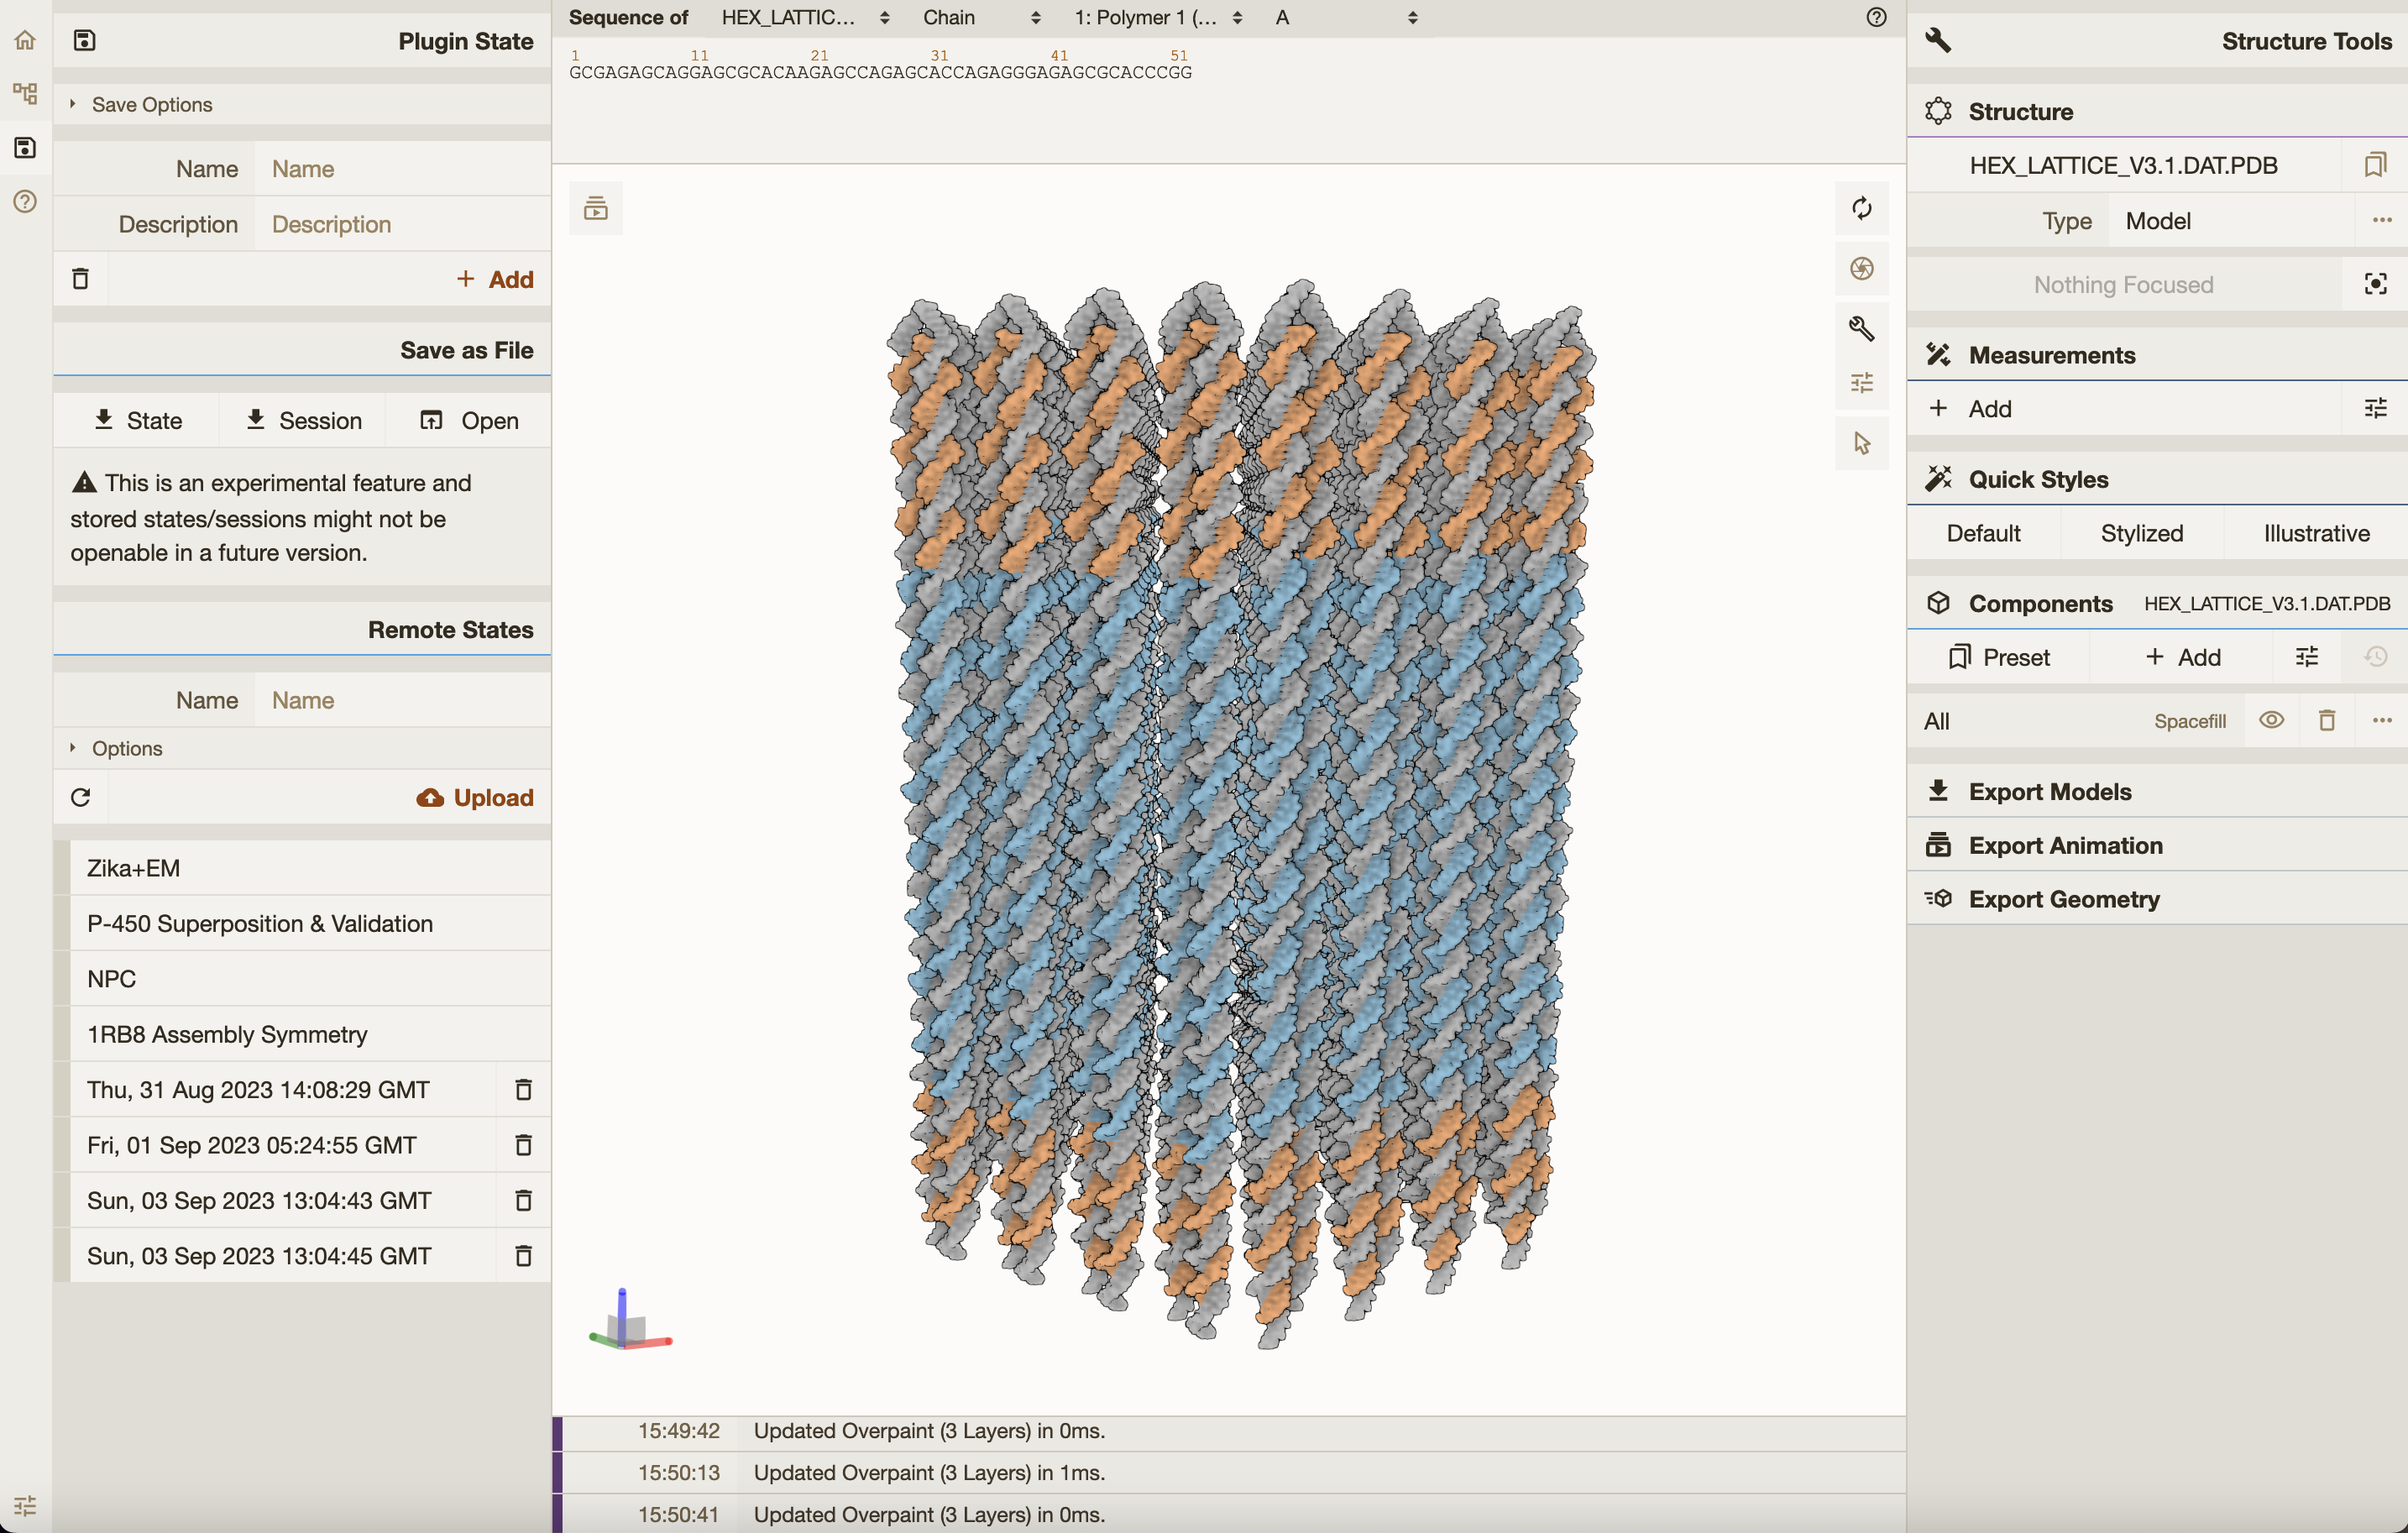 Plugin State
Save Options
Name Name
Description Description
Add
Save as File
State Session Open
This is an experimental feature and
stored states/sessions might not be
openable in a future version.
Remote States
Name Name
Options
Upload
Zika+EM
P-450 Superposition & Validation
NPC
1RB8 Assembly Symmetry
Thu, 31 Aug 2023 14:08:29 GMT
Fri, 01 Sep 2023 05:24:55 GMT
Sun, 03 Sep 2023 13:04:43 GMT
Sun, 03 Sep 2023 13:04:45 GMT
Sequence of HEX_LATTIC... Chain 1: Polymer 1 (... A
1 11 21 31 41 51
GCGAGAGCAGGAGCGCACAAGAGCCAGAGCACCAGAGGGAGAGCGCACCCGG
15:49:42 Updated Overpaint (3 Layers) in 0ms.
15:50:13 Updated Overpaint (3 Layers) in 1ms.
15:50:41 Updated Overpaint (3 Layers) in 0ms.
Structure Tools
Structure
HEX_LATTICE_V3.1.DAT.PDB
Type Model
Nothing Focused
Measurements
Add
Quick Styles
Default Stylized Illustrative
Components HEX_LATTICE_V3.1.DAT.PDB
Preset + Add
All Spacefill
Export Models
Export Animation
Export Geometry